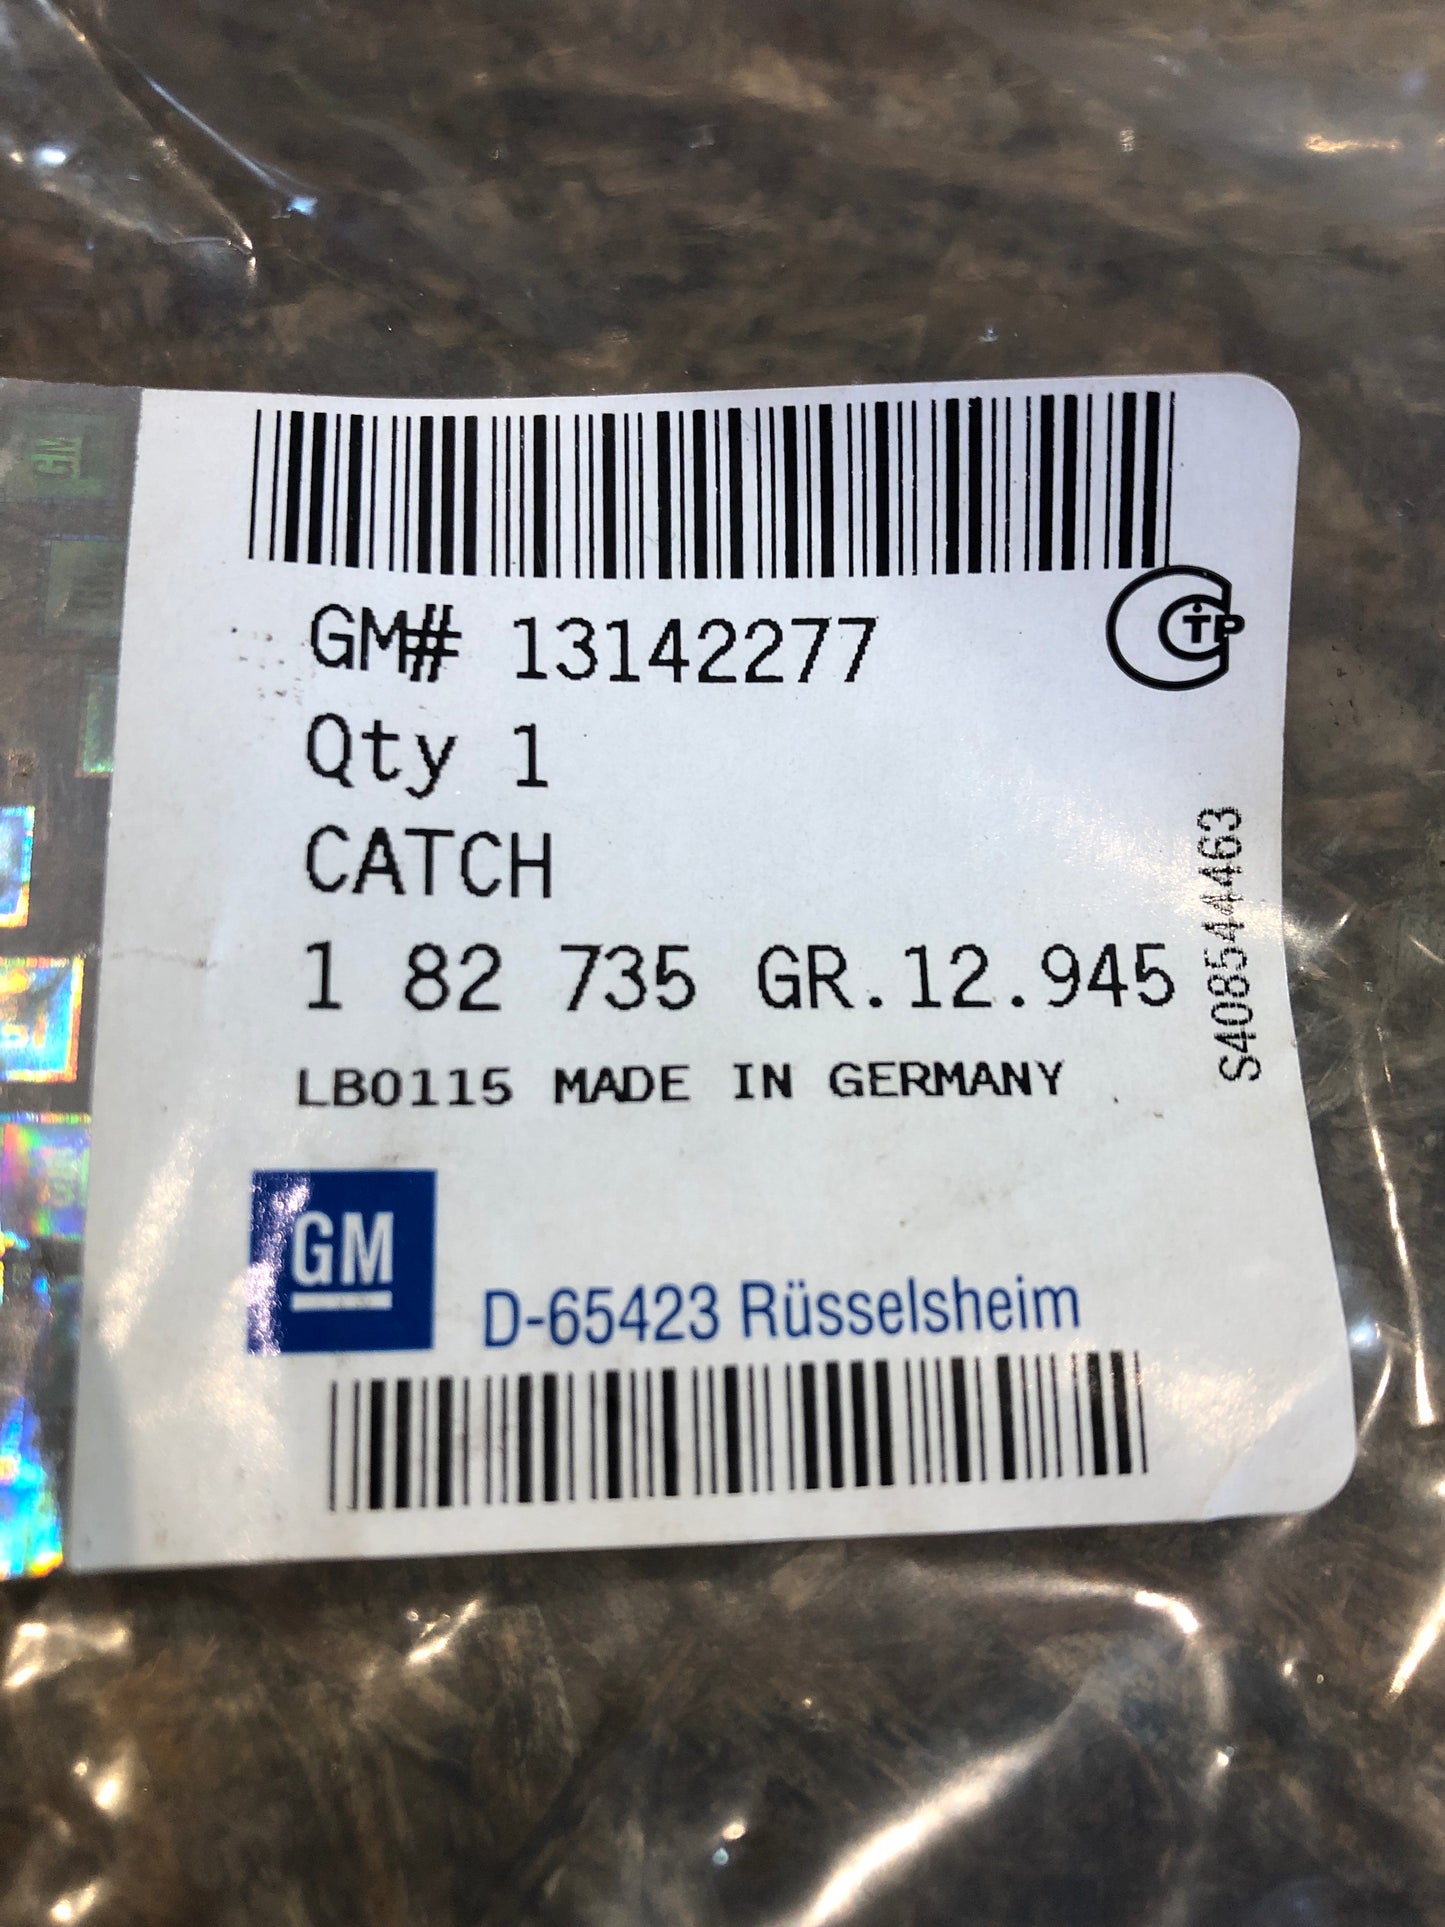 GM# 13142277
Qty 1
CATCH
1 82 735 GR.12.945
LB0115 MADE IN GERMANY
S408544463
GM
D-65423 Rüsselsheim